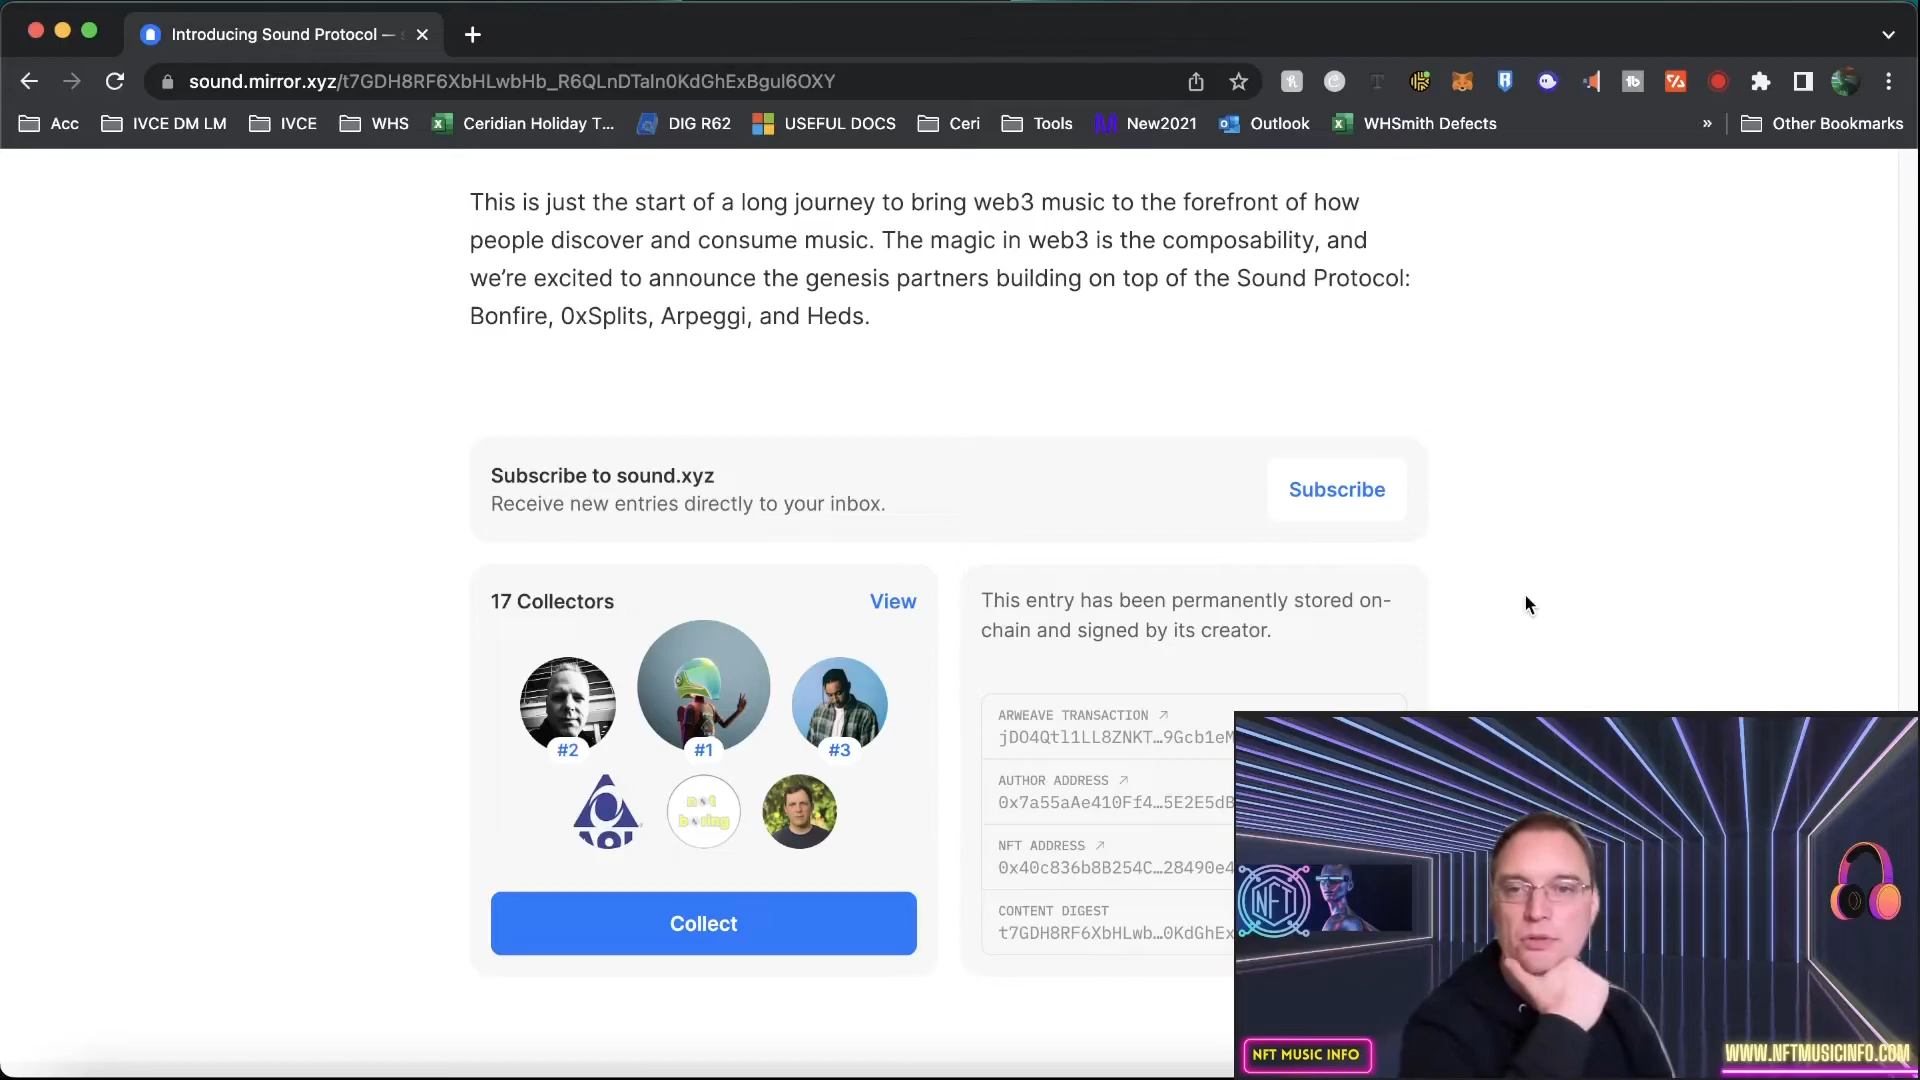 Introducing Sound Protocol —
sound.mirror.xyz/t7GDH8RF6XbHLwbHb_R6QLnDTaln0KdGhExBgul6OXY
Acc
IVCE DM LM
IVCE
WHS
Ceridian Holiday T...
DIG R62
USEFUL DOCS
Ceri
Tools
New2021
Outlook
WHSmith Defects
»
Other Bookmarks
This is just the start of a long journey to bring web3 music to the forefront of how
people discover and consume music. The magic in web3 is the composability, and
we’re excited to announce the genesis partners building on top of the Sound Protocol:
Bonfire, 0xSplits, Arpeggi, and Heds.
Subscribe to sound.xyz
Receive new entries directly to your inbox.
Subscribe
17 Collectors
View
#2
#1
#3
not
boring
Collect
This entry has been permanently stored on-
chain and signed by its creator.
ARWEAVE TRANSACTION ↗
jDO4Qtl1LL8ZNKT…9Gcb1eM
AUTHOR ADDRESS ↗
0x7a55aAe410Ff4…5E2E5dB
NFT ADDRESS ↗
0x40c836b8B254C…28490e4
CONTENT DIGEST
t7GDH8RF6XbHLwb…0KdGhEx
NFT
NFT MUSIC INFO
WWW.NFTMUSICINFO.COM